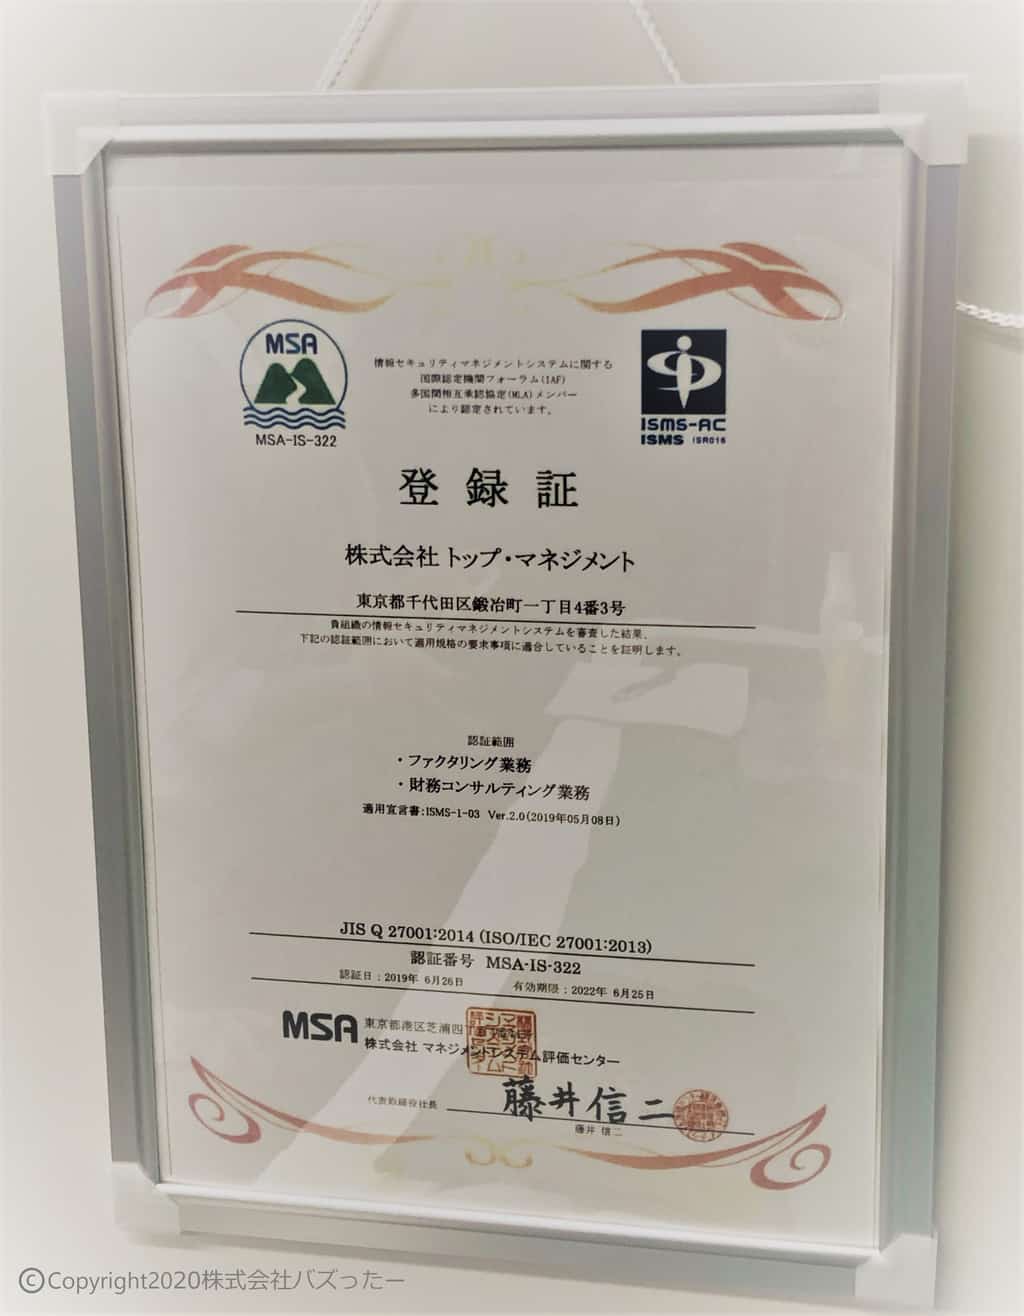 MSA
MSA-IS-322
情報セキュリティマネジメントシステムに関する
国際認定機関フォーラム(IAF)
多国間相互承認協定(MLA)メンバー
により認定されています。
ISMS-AC
ISMS ISR016
登録証
株式会社 トップ・マネジメント
東京都千代田区鍛冶町一丁目4番3号
貴組織の情報セキュリティマネジメントシステムを審査した結果、
下記の認証範囲において適用規格の要求事項に適合していることを証明します。
認証範囲
・ファクタリング業務
・財務コンサルティング業務
適用宣言書:ISMS-1-03 Ver.2.0(2019年05月08日)
JIS Q 27001:2014 (ISO/IEC 27001:2013)
認証番号 MSA-IS-322
認証日:2019年 6月26日 有効期限:2022年 6月25日
MSA 東京都港区芝浦四
株式会社 マネジメントシステム評価センター
代表取締役社長 藤井信二
藤井 信二
©Copyright2020株式会社バズったー